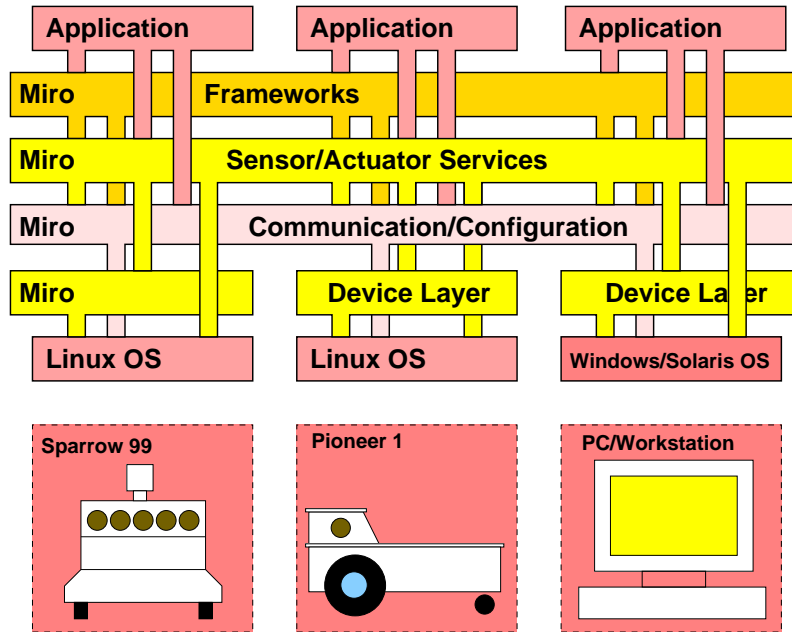 Application Application Application
Miro Frameworks
Miro Sensor/Actuator Services
Miro Communication/Configuration
Miro Device Layer Device Layer
Linux OS Linux OS Windows/Solaris OS
Sparrow 99 Pioneer 1 PC/Workstation